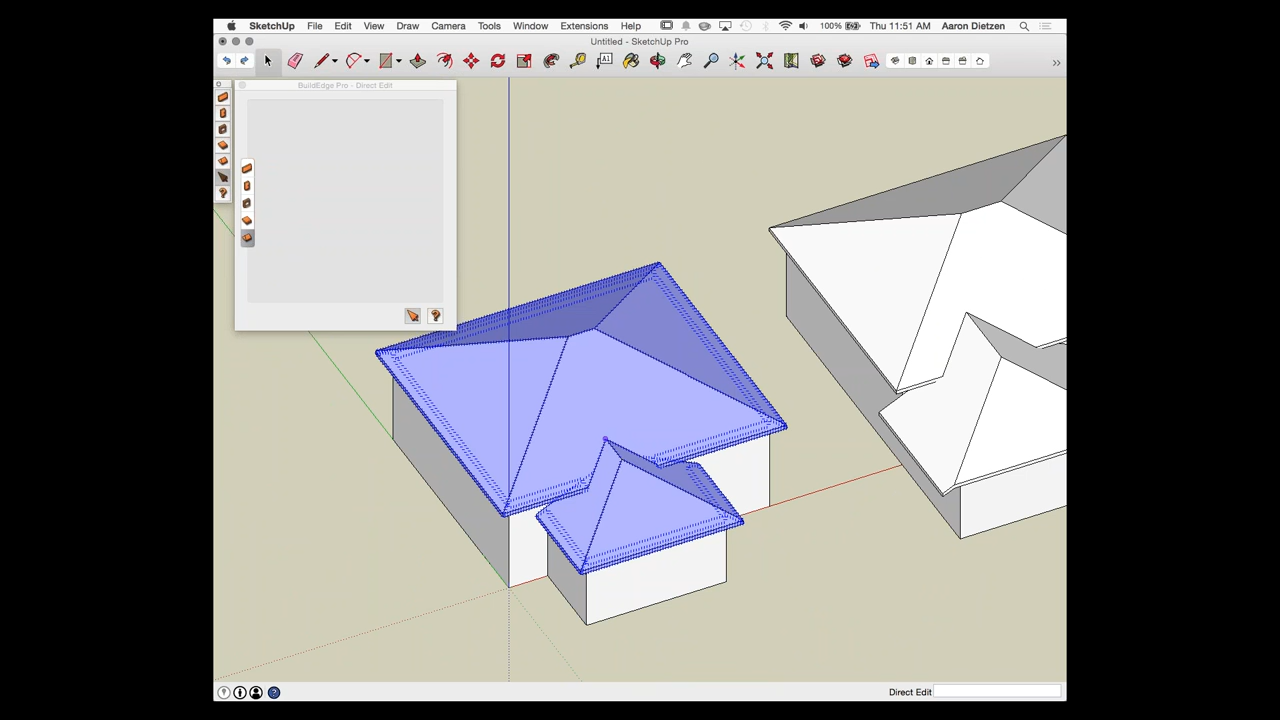 SketchUp File Edit View Draw Camera Tools Window Extensions Help 100% Thu 11:51 AM Aaron Dietzen
Untitled - SketchUp Pro
A1
BuildEdge Pro - Direct Edit
Direct Edit